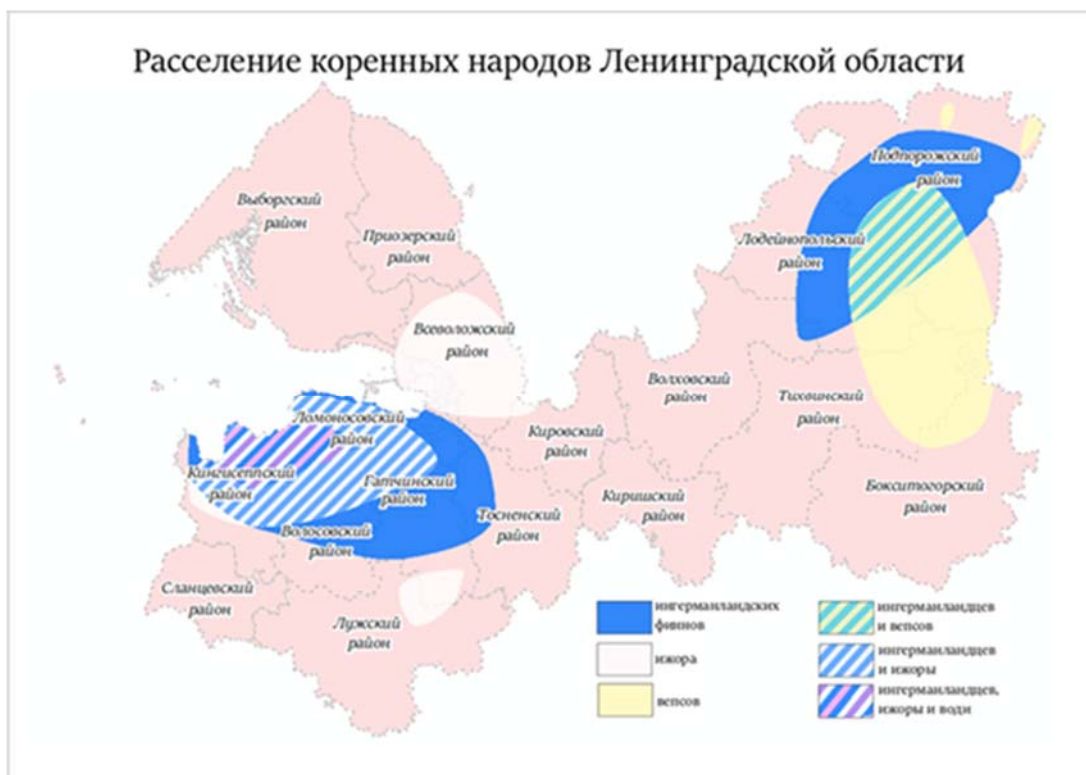 Расселение коренных народов Ленинградской области
Подпорожский
район
Выборгский
район
Приозерский
район
Лодейнопольский
район
Всеволожский
район
Волховский
район
Тихвинский
район
Ломоносовский
район
Кировский
район
Кингисеппский
район
Гатчинский
район
Бокситогорский
район
Киришский
район
Тосненский
район
Волосовский
район
Сланцевский
район
Лужский
район
ингерманландских
финнов
ижора
вепсов
ингерманландцев
и вепсов
ингерманландцев
и ижоры
ингерманландцев,
ижоры и води